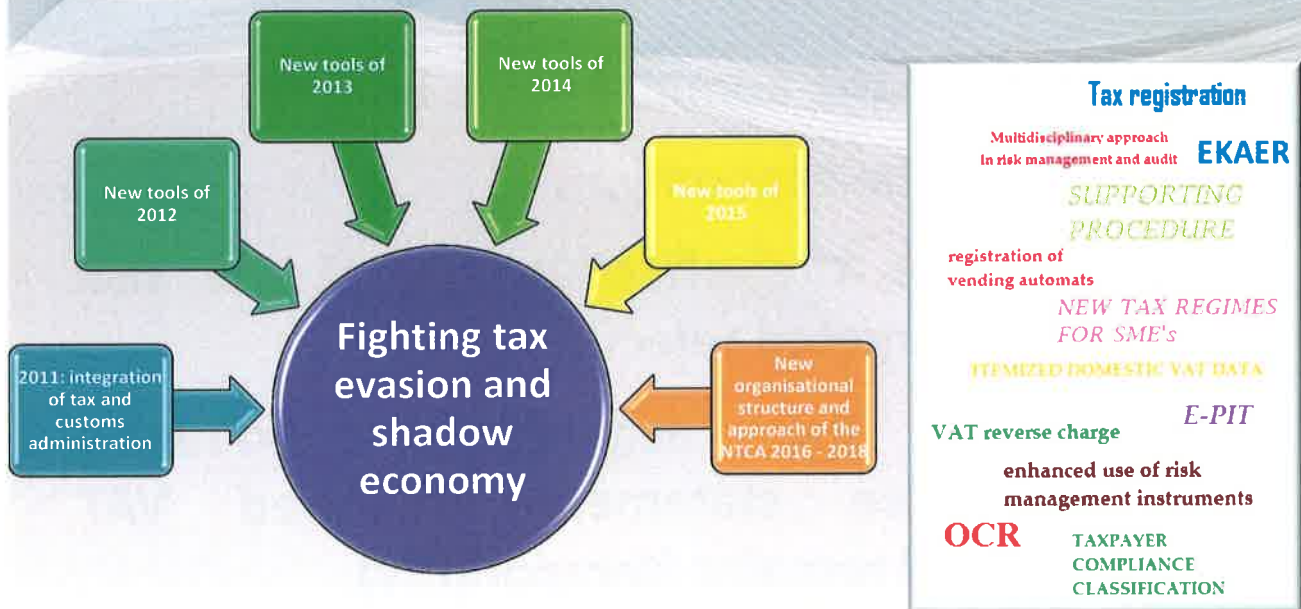 New tools of
2013
New tools of
2014
New tools of
2012
New tools of
2015
2011: integration
of tax and
customs
administration
Fighting tax
evasion and
shadow
economy
New
organisational
structure and
approach of the
NTCA 2016 - 2018
Tax registration
Multidisciplinary approach
in risk management and audit
EKAER
SUPPORTING
PROCEDURE
registration of
vending automats
NEW TAX REGIMES
FOR SME's
ITEMIZED DOMESTIC VAT DATA
E-PIT
VAT reverse charge
enhanced use of risk
management instruments
OCR
TAXPAYER
COMPLIANCE
CLASSIFICATION